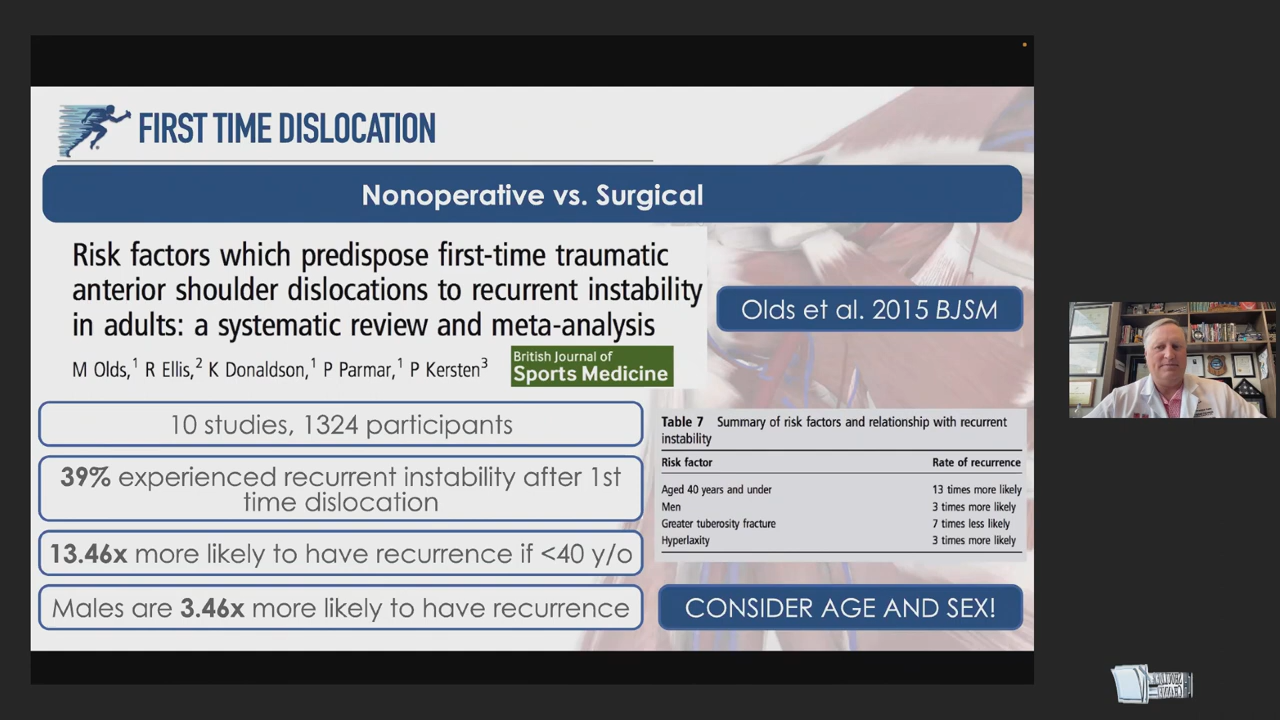 FIRST TIME DISLOCATION
Nonoperative vs. Surgical
Risk factors which predispose first-time traumatic
anterior shoulder dislocations to recurrent instability
in adults: a systematic review and meta-analysis
M Olds,¹ R Ellis,² K Donaldson,¹ P Parmar,¹ P Kersten³
British Journal of
Sports Medicine
Olds et al. 2015 BJSM
10 studies, 1324 participants
39% experienced recurrent instability after 1st
time dislocation
13.46x more likely to have recurrence if <40 y/o
Males are 3.46x more likely to have recurrence
Table 7 Summary of risk factors and relationship with recurrent
instability
Risk factor Rate of recurrence
Aged 40 years and under 13 times more likely
Men 3 times more likely
Greater tuberosity fracture 7 times less likely
Hyperlaxity 3 times more likely
CONSIDER AGE AND SEX!